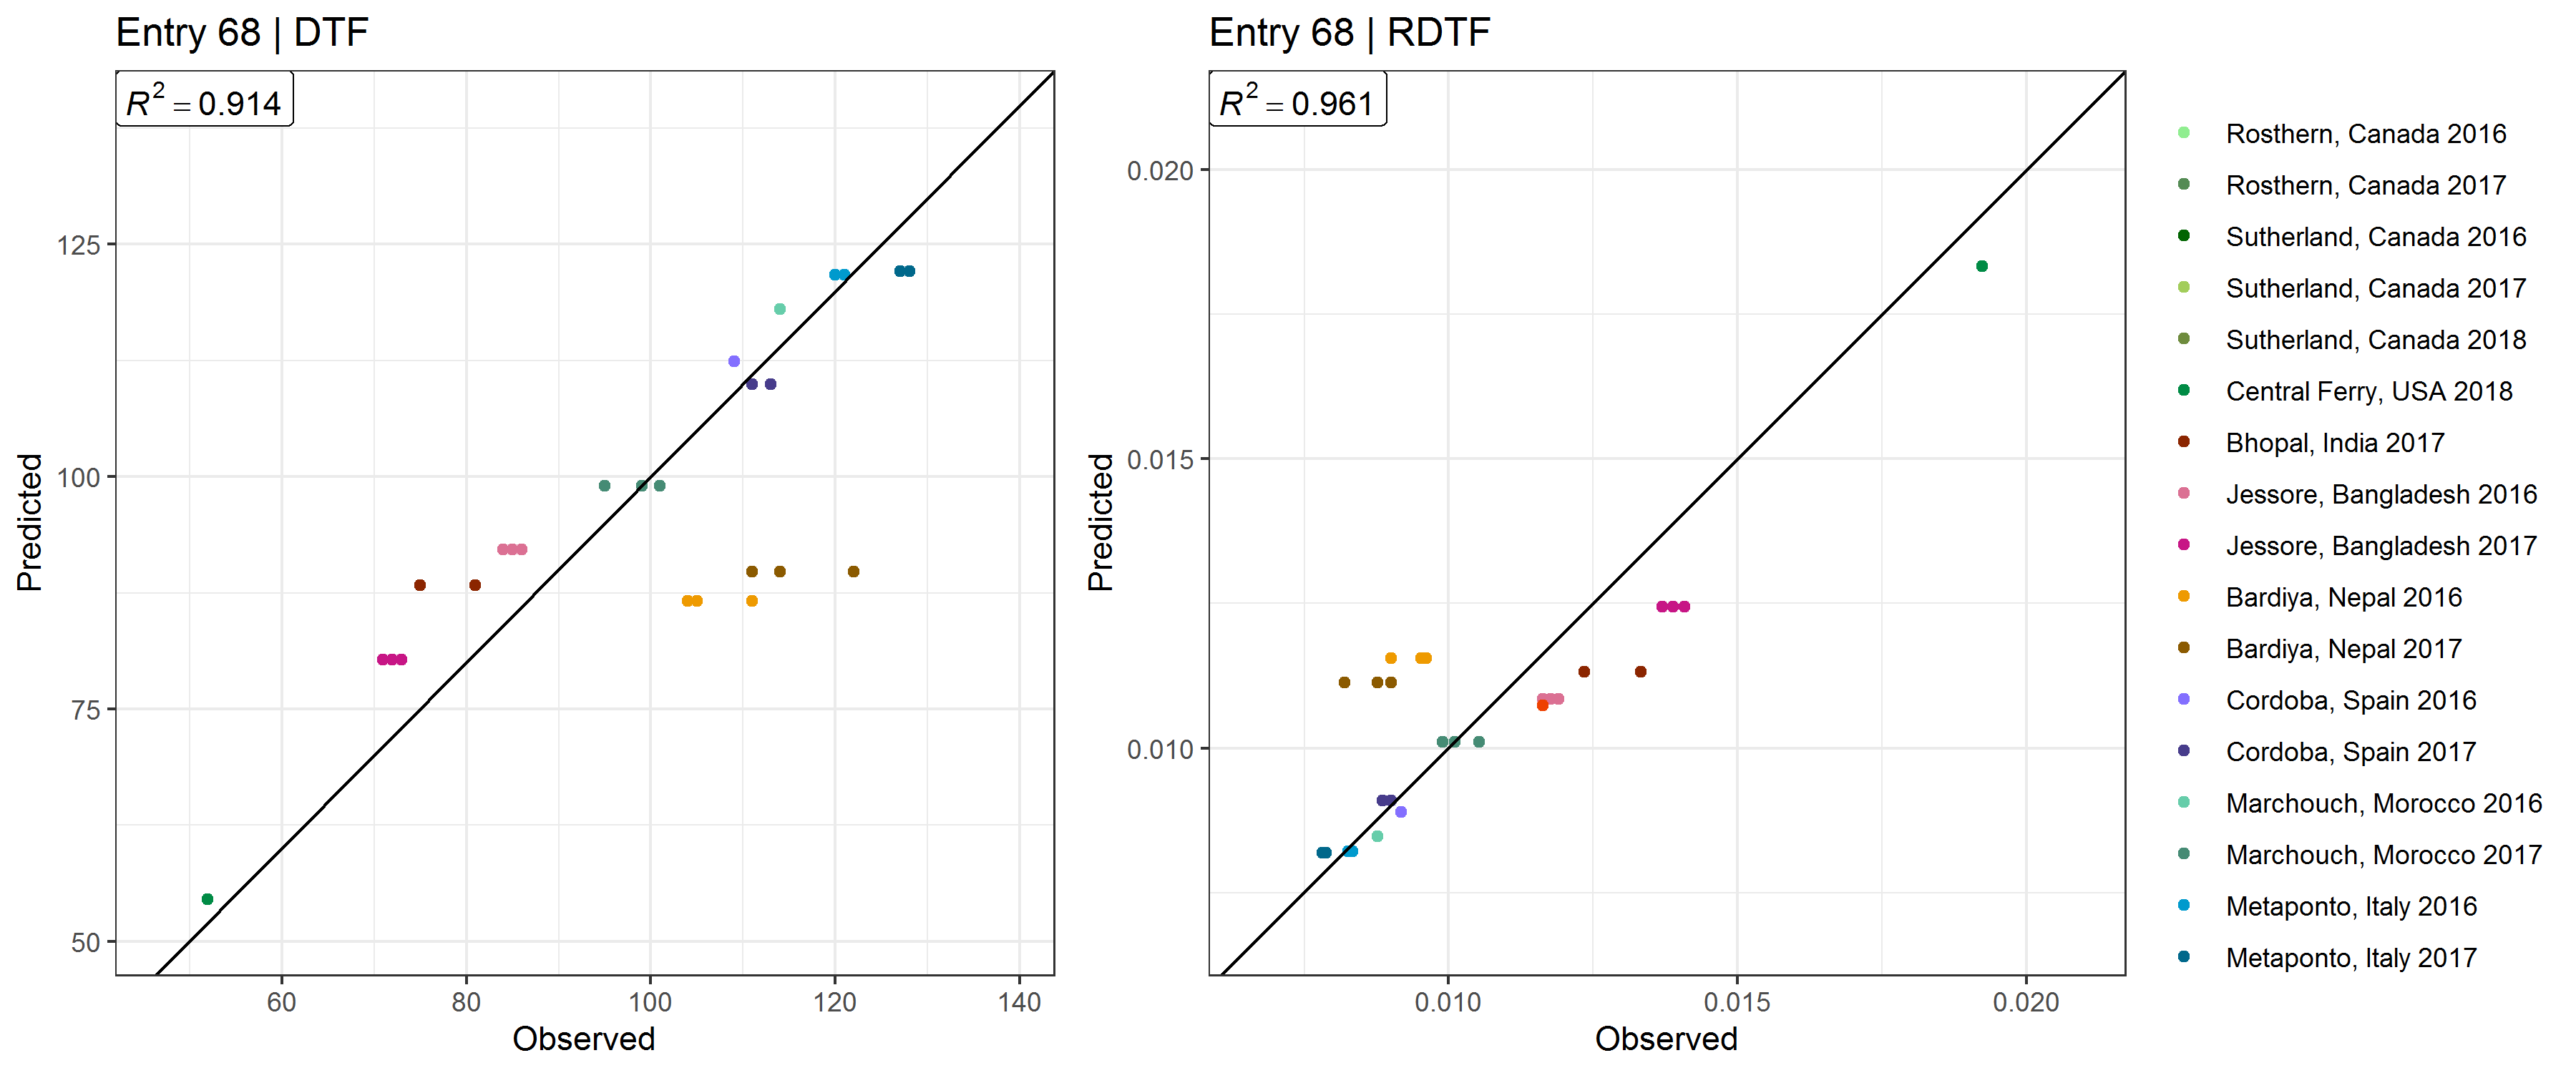 Entry 68 | DTF
R² = 0.914
125
100
75
50
Predicted
60 80 100 120 140
Observed
Entry 68 | RDTF
R² = 0.961
0.020
0.015
0.010
Predicted
0.010 0.015 0.020
Observed
Rosthern, Canada 2016
Rosthern, Canada 2017
Sutherland, Canada 2016
Sutherland, Canada 2017
Sutherland, Canada 2018
Central Ferry, USA 2018
Bhopal, India 2017
Jessore, Bangladesh 2016
Jessore, Bangladesh 2017
Bardiya, Nepal 2016
Bardiya, Nepal 2017
Cordoba, Spain 2016
Cordoba, Spain 2017
Marchouch, Morocco 2016
Marchouch, Morocco 2017
Metaponto, Italy 2016
Metaponto, Italy 2017